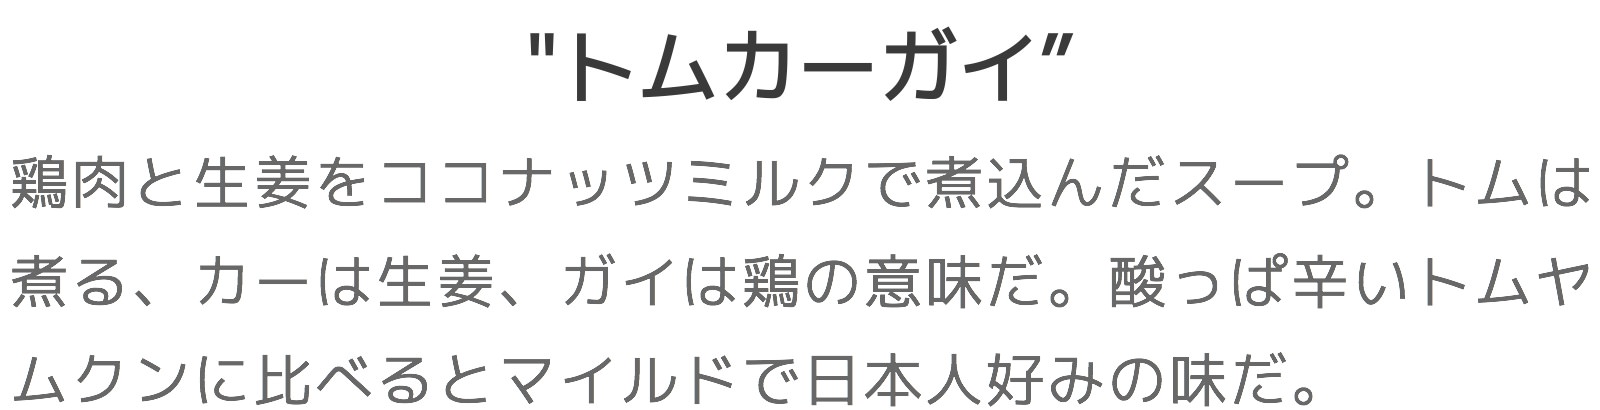 "トムカーガイ”
鶏肉と生姜をココナッツミルクで煮込んだスープ。トムは
煮る、カーは生姜、ガイは鶏の意味だ。酸っぱ辛いトムヤ
ムクンに比べるとマイルドで日本人好みの味だ。